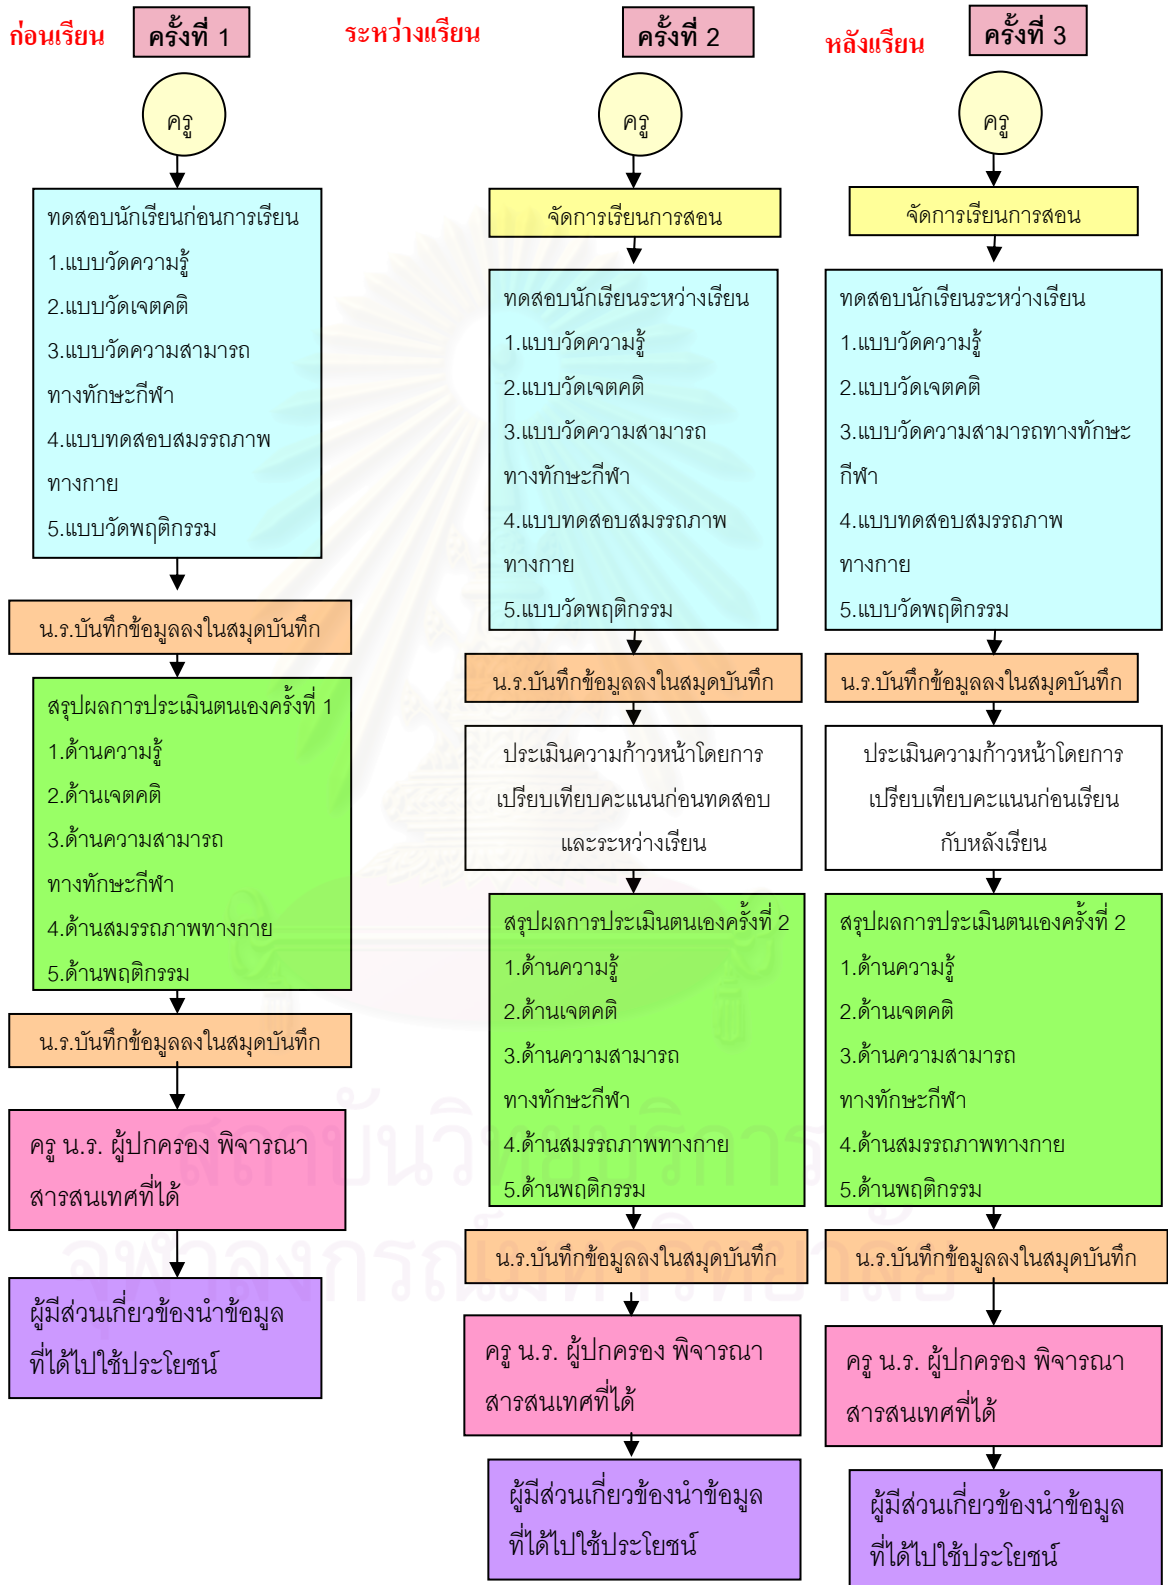 ก่อนเรียน
ครั้งที่ 1
ครู
ทดสอบนักเรียนก่อนการเรียน
1.แบบวัดความรู้
2.แบบวัดเจตคติ
3.แบบวัดความสามารถ
ทางทักษะกีฬา
4.แบบทดสอบสมรรถภาพ
ทางกาย
5.แบบวัดพฤติกรรม
น.ร.บันทึกข้อมูลลงในสมุดบันทึก
สรุปผลการประเมินตนเองครั้งที่ 1
1.ด้านความรู้
2.ด้านเจตคติ
3.ด้านความสามารถ
ทางทักษะกีฬา
4.ด้านสมรรถภาพทางกาย
5.ด้านพฤติกรรม
น.ร.บันทึกข้อมูลลงในสมุดบันทึก
ครู น.ร. ผู้ปกครอง พิจารณา
สารสนเทศที่ได้
ผู้มีส่วนเกี่ยวข้องนำข้อมูล
ที่ได้ไปใช้ประโยชน์
ระหว่างเรียน
ครั้งที่ 2
ครู
จัดการเรียนการสอน
ทดสอบนักเรียนระหว่างเรียน
1.แบบวัดความรู้
2.แบบวัดเจตคติ
3.แบบวัดความสามารถ
ทางทักษะกีฬา
4.แบบทดสอบสมรรถภาพ
ทางกาย
5.แบบวัดพฤติกรรม
น.ร.บันทึกข้อมูลลงในสมุดบันทึก
ประเมินความก้าวหน้าโดยการ
เปรียบเทียบคะแนนก่อนทดสอบ
และระหว่างเรียน
สรุปผลการประเมินตนเองครั้งที่ 2
1.ด้านความรู้
2.ด้านเจตคติ
3.ด้านความสามารถ
ทางทักษะกีฬา
4.ด้านสมรรถภาพทางกาย
5.ด้านพฤติกรรม
น.ร.บันทึกข้อมูลลงในสมุดบันทึก
ครู น.ร. ผู้ปกครอง พิจารณา
สารสนเทศที่ได้
ผู้มีส่วนเกี่ยวข้องนำข้อมูล
ที่ได้ไปใช้ประโยชน์
หลังเรียน
ครั้งที่ 3
ครู
จัดการเรียนการสอน
ทดสอบนักเรียนระหว่างเรียน
1.แบบวัดความรู้
2.แบบวัดเจตคติ
3.แบบวัดความสามารถทางทักษะ
กีฬา
4.แบบทดสอบสมรรถภาพ
ทางกาย
5.แบบวัดพฤติกรรม
น.ร.บันทึกข้อมูลลงในสมุดบันทึก
ประเมินความก้าวหน้าโดยการ
เปรียบเทียบคะแนนก่อนเรียน
กับหลังเรียน
สรุปผลการประเมินตนเองครั้งที่ 2
1.ด้านความรู้
2.ด้านเจตคติ
3.ด้านความสามารถ
ทางทักษะกีฬา
4.ด้านสมรรถภาพทางกาย
5.ด้านพฤติกรรม
น.ร.บันทึกข้อมูลลงในสมุดบันทึก
ครู น.ร. ผู้ปกครอง พิจารณา
สารสนเทศที่ได้
ผู้มีส่วนเกี่ยวข้องนำข้อมูล
ที่ได้ไปใช้ประโยชน์
สถาบันวิทยบริการ
จุฬาลงกรณ์มหาวิทยาลัย